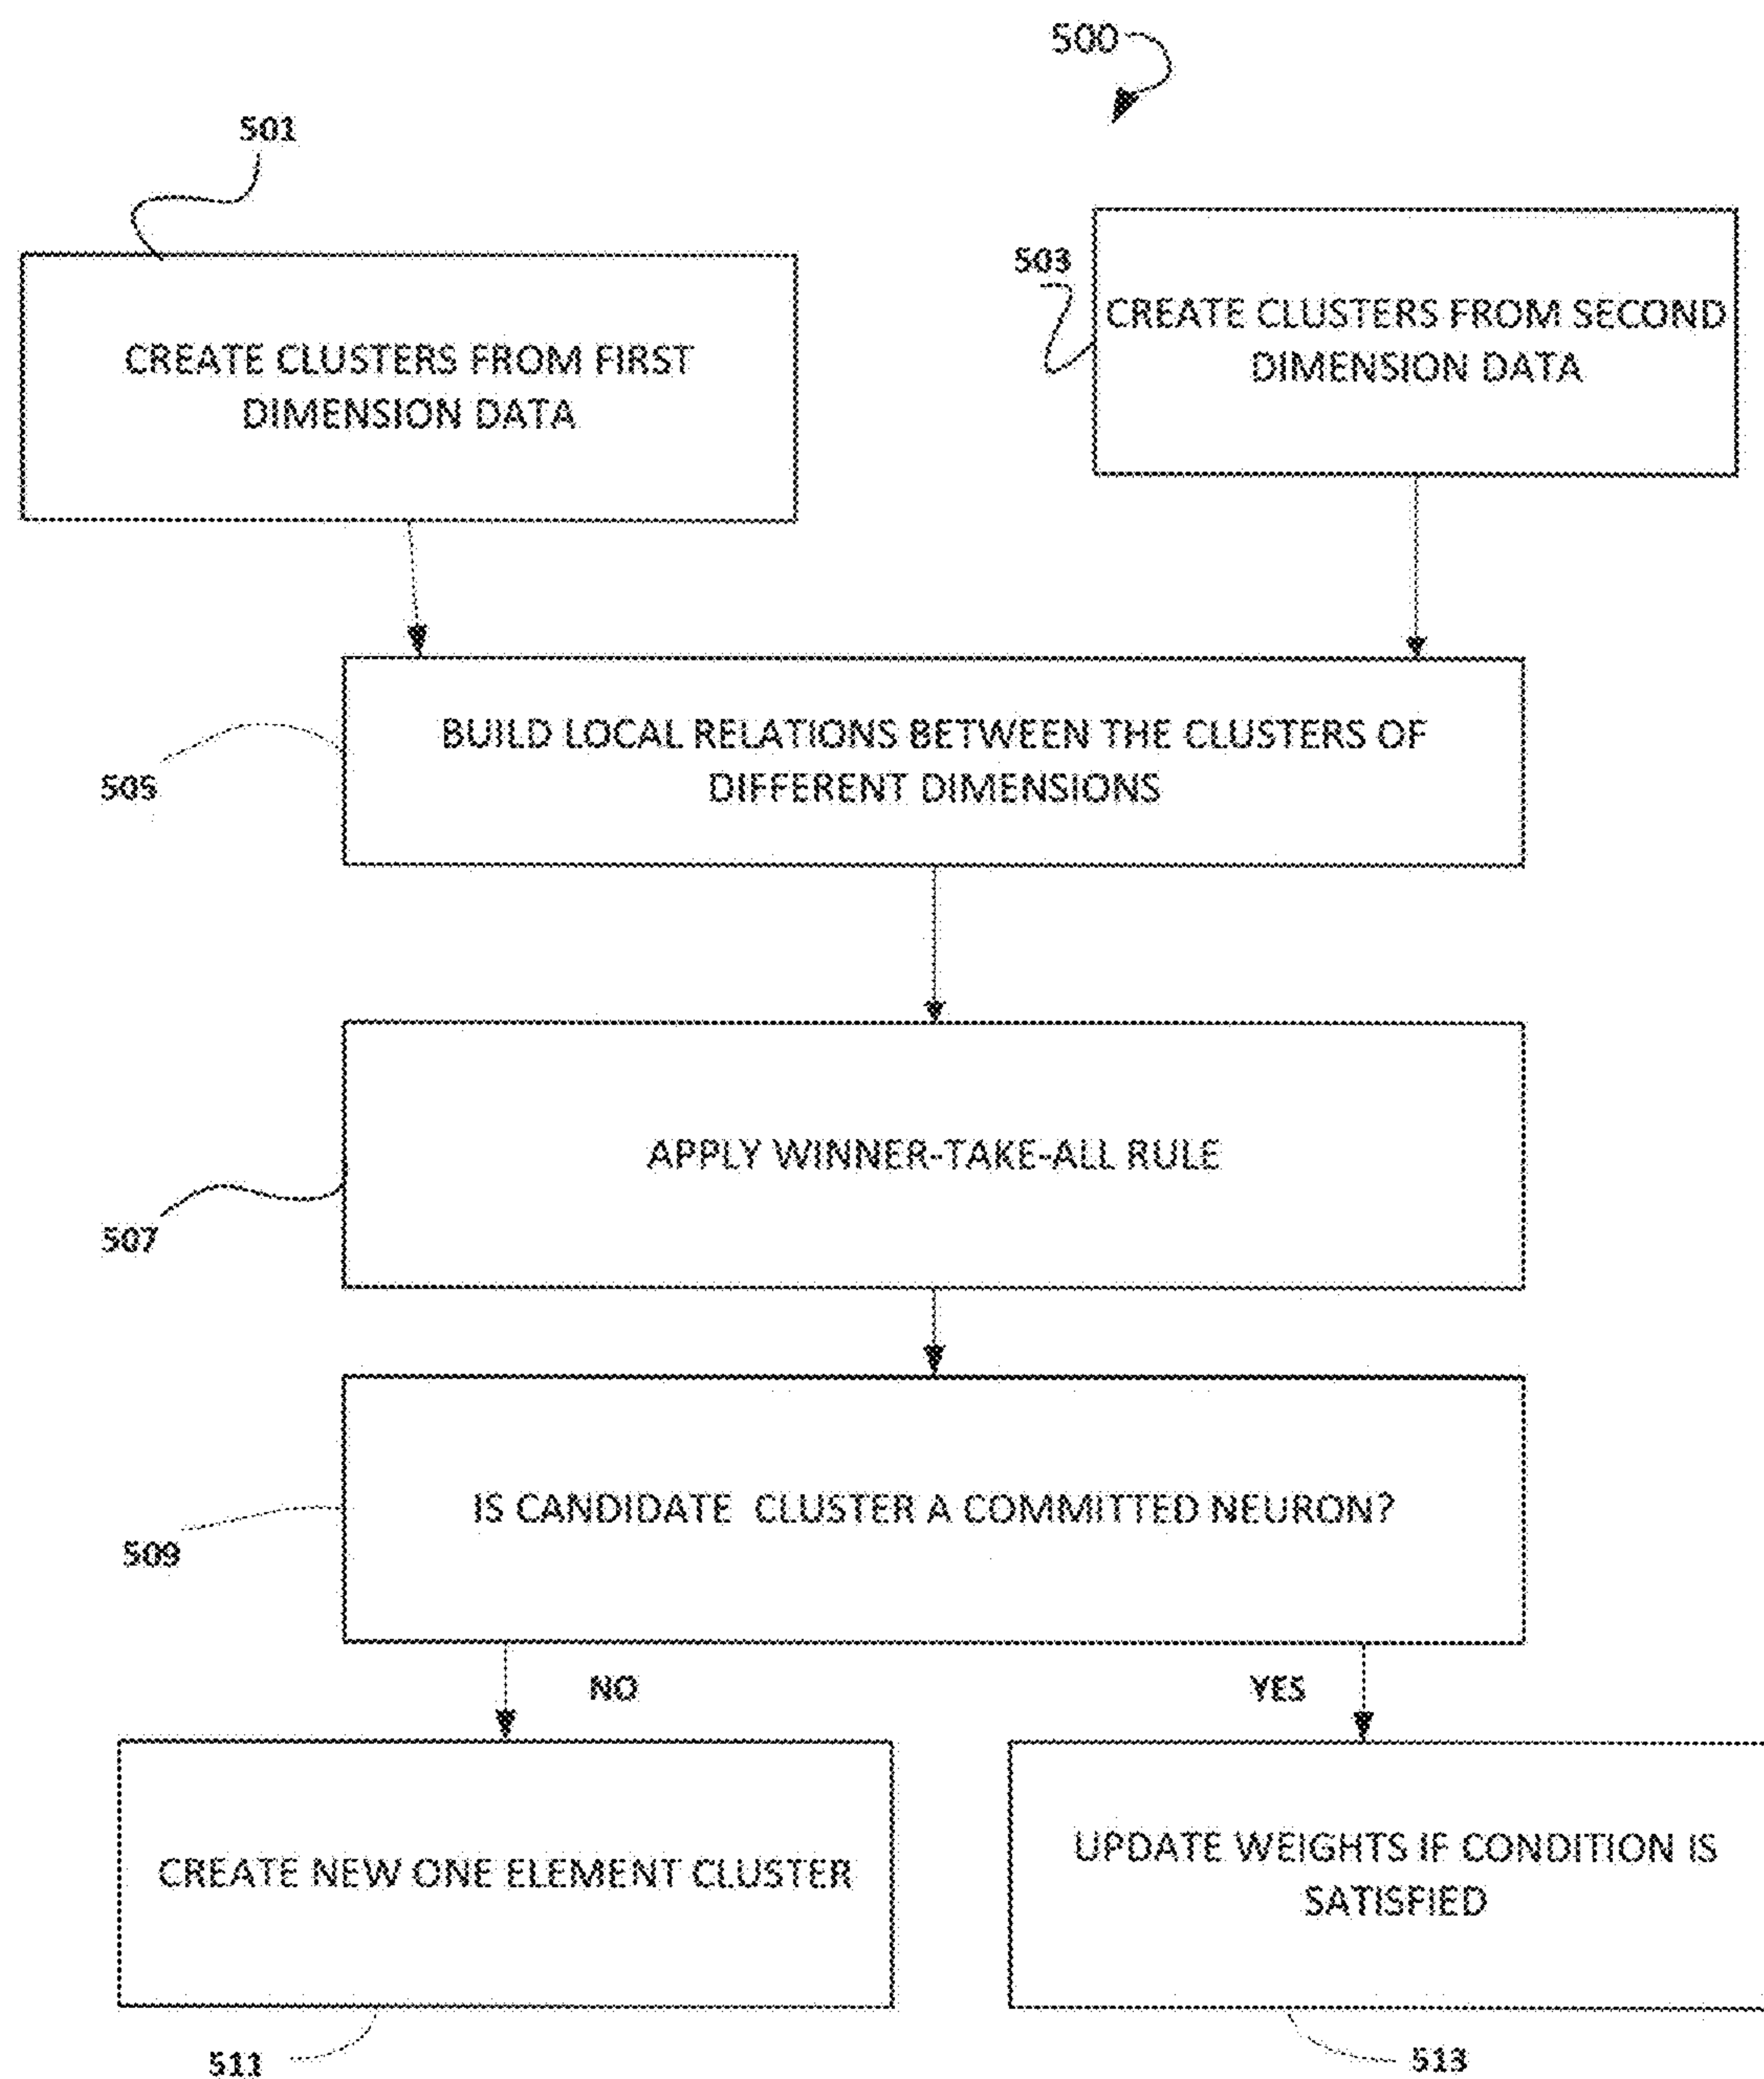 500
501
503
CREATE CLUSTERS FROM FIRST
DIMENSION DATA
CREATE CLUSTERS FROM SECOND
DIMENSION DATA
BUILD LOCAL RELATIONS BETWEEN THE CLUSTERS OF
DIFFERENT DIMENSIONS
505
APPLY WINNER-TAKE-ALL RULE
507
IS CANDIDATE CLUSTER A COMMITTED NEURON?
509
NO
YES
CREATE NEW ONE ELEMENT CLUSTER
UPDATE WEIGHTS IF CONDITION IS
SATISFIED
511
513